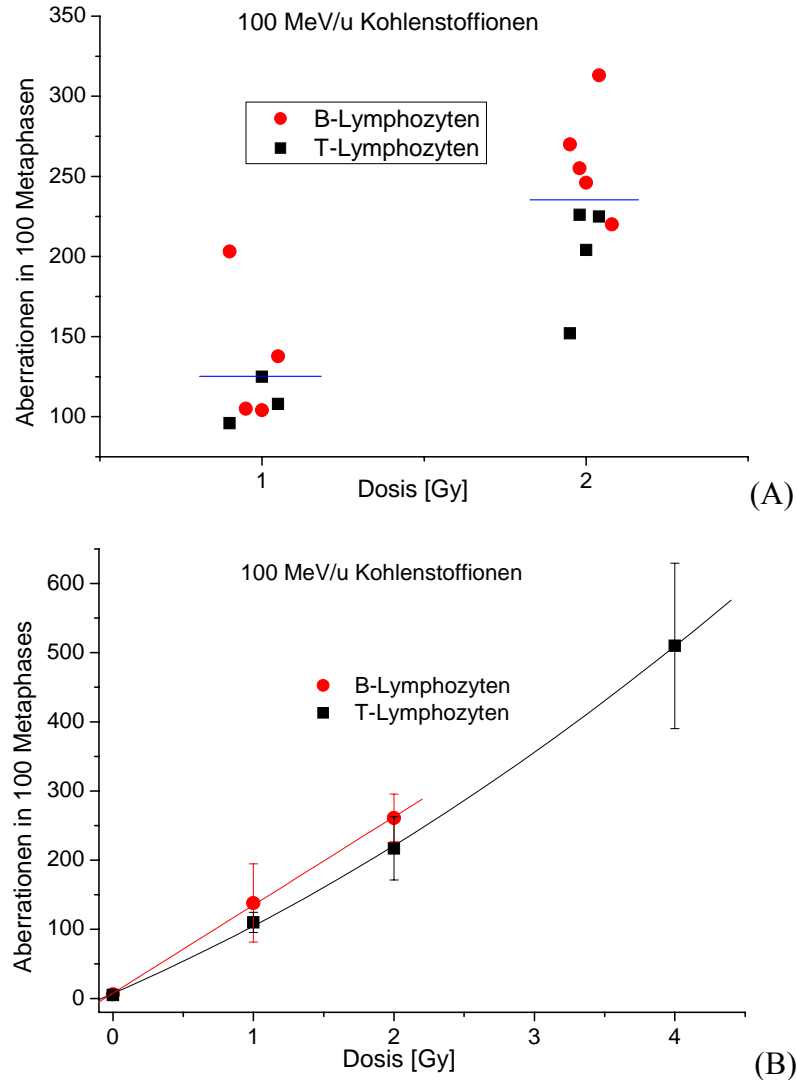 100 MeV/u Kohlenstoffionen
350
300
250
200
150
100
Aberrationen in 100 Metaphasen
B-Lymphozyten
T-Lymphozyten
1
2
Dosis [Gy]
(A)
100 MeV/u Kohlenstoffionen
600
500
400
300
200
100
0
Aberrationen in 100 Metaphases
B-Lymphozyten
T-Lymphozyten
0
1
2
3
4
Dosis [Gy]
(B)